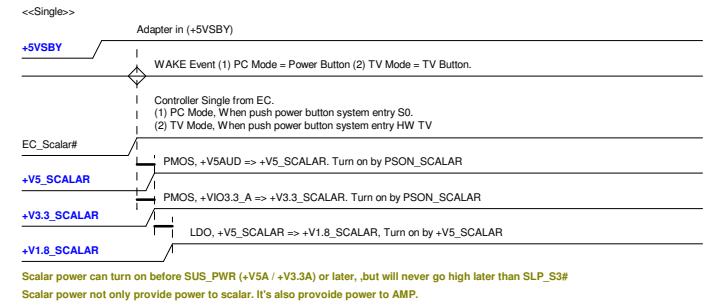 <<Single>>
Adapter in (+5VSBY)
+5VSBY
WAKE Event (1) PC Mode = Power Button (2) TV Mode = TV Button.
Controller Single from EC.
(1) PC Mode, When push power button system entry S0.
(2) TV Mode, When push power button system entry HW TV
EC_Scalar#
PMOS, +V5AUD => +V5_SCALAR. Turn on by PSON_SCALAR
+V5_SCALAR
PMOS, +VIO3.3_A => +V3.3_SCALAR. Turn on by PSON_SCALAR
+V3.3_SCALAR
LDO, +V5_SCALAR => +V1.8_SCALAR, Turn on by +V5_SCALAR
+V1.8_SCALAR
Scalar power can turn on before SUS_PWR (+V5A / +V3.3A) or later, ,but will never go high later than SLP_S3#
Scalar power not only provide power to scalar. It's also provoide power to AMP.